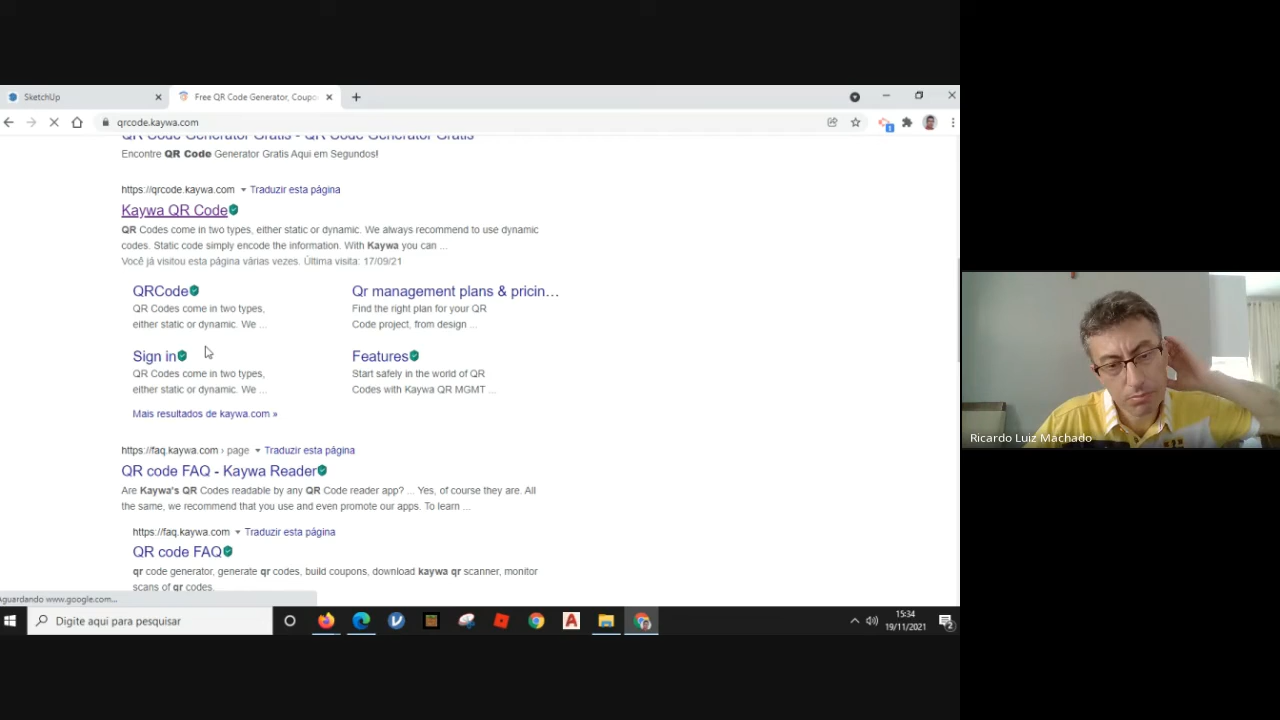 SketchUp
Free QR Code Generator, Coupo
qrcode.kaywa.com
QR Code Generator Gratis - QR Code Generator Gratis
Encontre QR Code Generator Gratis Aqui em Segundos!
https://qrcode.kaywa.com Traduzir esta página
Kaywa QR Code
QR Codes come in two types, either static or dynamic. We always recommend to use dynamic
codes. Static code simply encode the information. With Kaywa you can ...
Você já visitou esta página várias vezes. Última visita: 17/09/21
QRCode
QR Codes come in two types,
either static or dynamic. We ...
Qr management plans & pricin...
Find the right plan for your QR
Code project, from design ...
Sign in
QR Codes come in two types,
either static or dynamic. We ...
Features
Start safely in the world of QR
Codes with Kaywa QR MGMT ...
Mais resultados de kaywa.com »
https://faq.kaywa.com › page Traduzir esta página
QR code FAQ - Kaywa Reader
Are Kaywa's QR Codes readable by any QR Code reader app? ... Yes, of course they are. All
the same, we recommend that you use and even promote our apps. To learn ...
https://faq.kaywa.com Traduzir esta página
QR code FAQ
qr code generator, generate qr codes, build coupons, download kaywa qr scanner, monitor
scans of qr codes.
Aguardando www.google.com...
Digite aqui para pesquisar
15:34
19/11/2021
2
Ricardo Luiz Machado